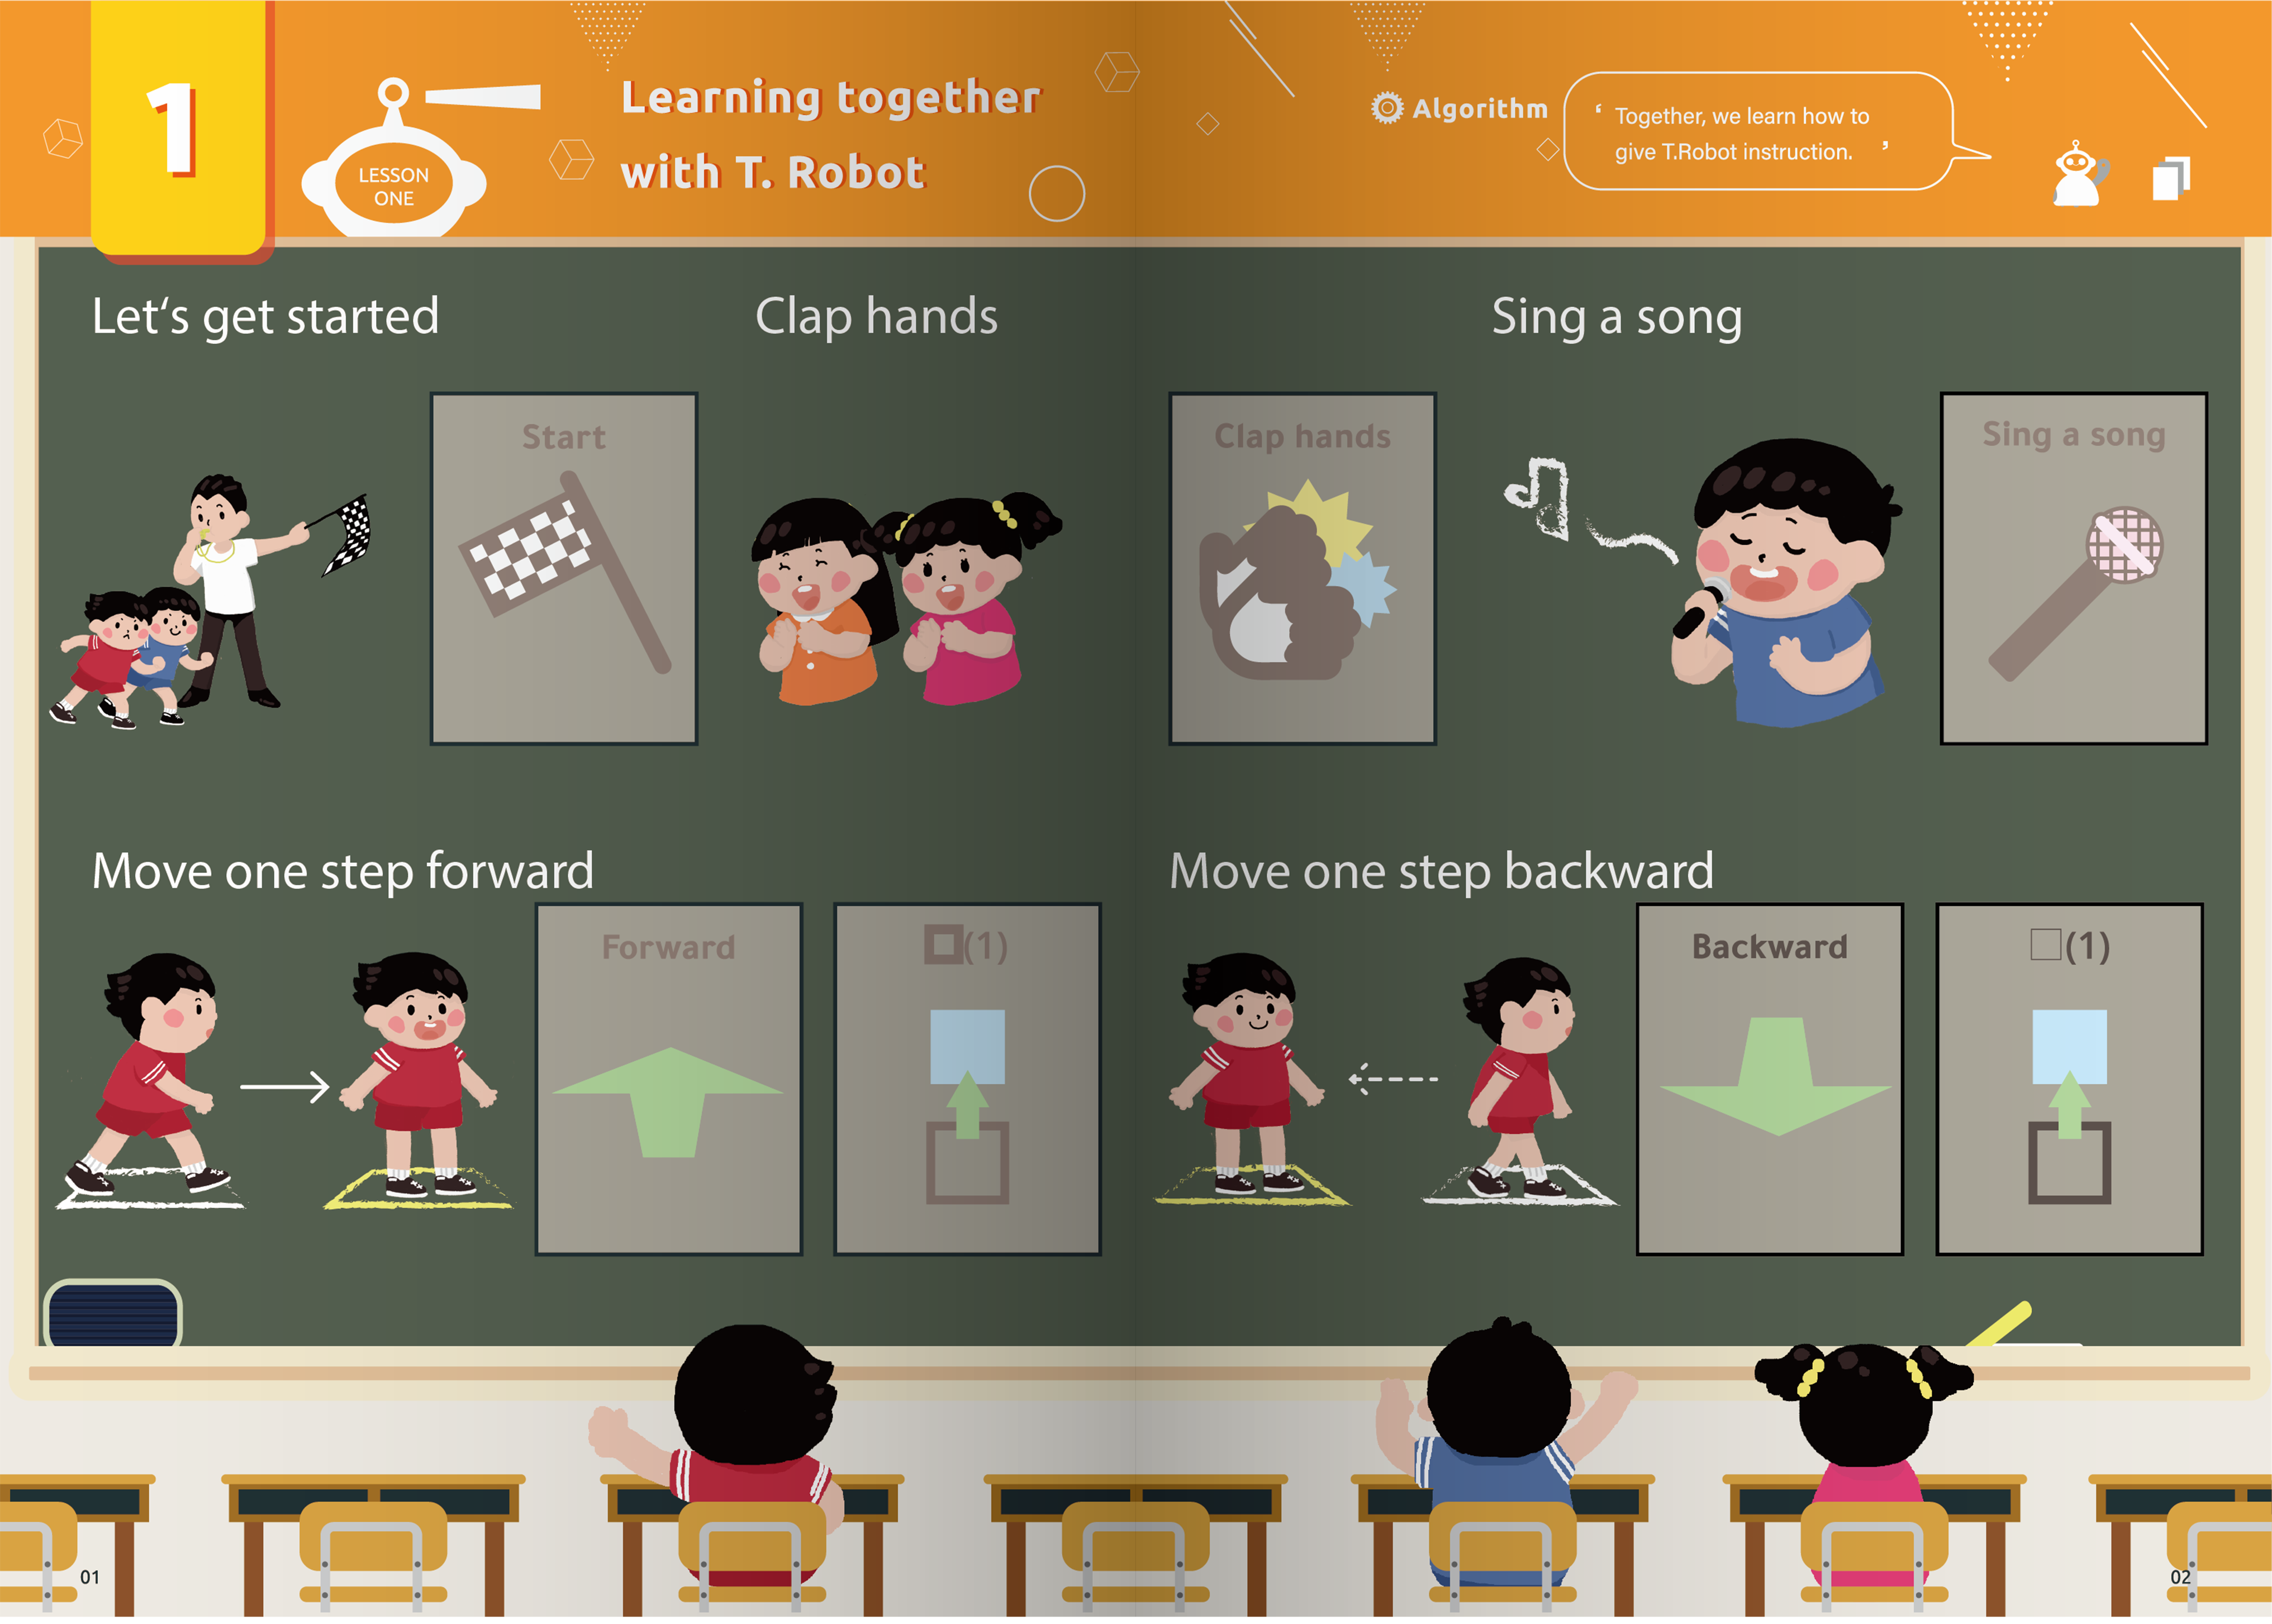 1
LESSON
ONE
Learning together
with T. Robot
Algorithm
‘ Together, we learn how to
give T.Robot instruction. ’
Let‘s get started
Clap hands
Sing a song
Start
Clap hands
Sing a song
Move one step forward
Move one step backward
Forward
□(1)
Backward
□(1)
01
02